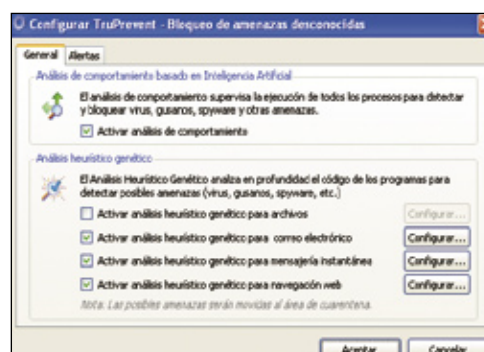 Configurar TruPrevent - Bloqueo de amenazas desconocidas
General Alertas
Análisis de comportamiento basado en Inteligencia Artificial
El análisis de comportamiento supervisa la ejecución de todos los procesos para detectar
y bloquear virus, gusanos, spyware y otras amenazas.
Activar análisis de comportamiento
Análisis heurístico genético
El Análisis Heurístico Genético analiza en profundidad el código de los programas para
detectar posibles amenazas (virus, gusanos, spyware, etc.)
Activar análisis heurístico genético para archivos Configurar...
Activar análisis heurístico genético para correo electrónico Configurar...
Activar análisis heurístico genético para mensajería instantánea Configurar...
Activar análisis heurístico genético para navegación web Configurar...
Nota: Las posibles amenazas serán movidas al área de cuarentena.
Aceptar Cancelar